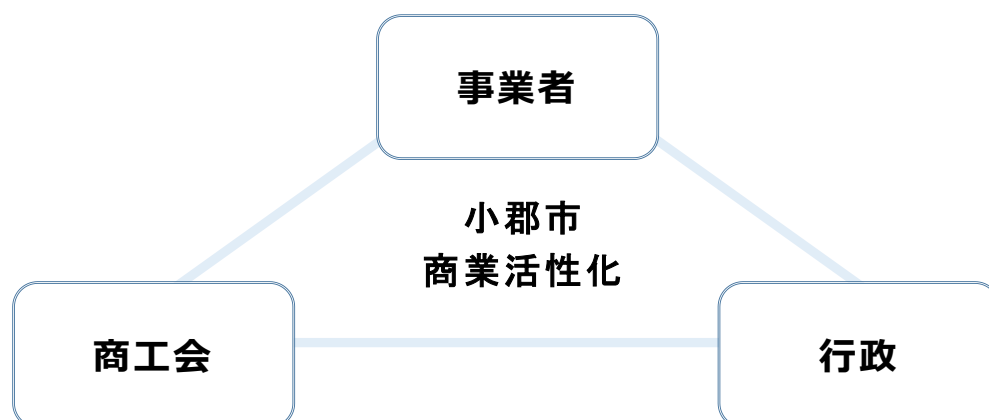 事業者
小郡市
商業活性化
商工会
行政